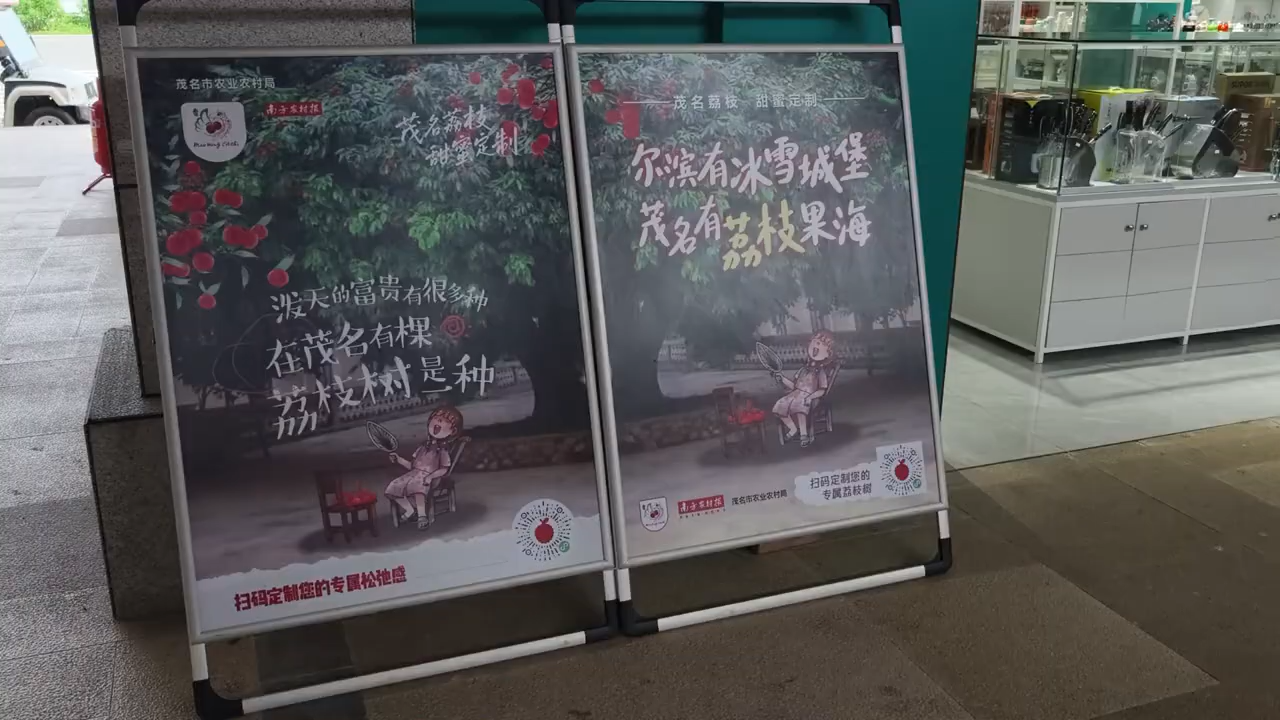 茂名市农业农村局
南方农村报
茂名荔枝
甜蜜定制
泼天的富贵有很多种
在茂名有棵
荔枝树是一种
扫码定制您的专属松弛感
茂名荔枝 甜蜜定制
尔滨有冰雪城堡
茂名有荔枝果海
扫码定制您的
专属荔枝树
南方农村报
茂名市农业农村局